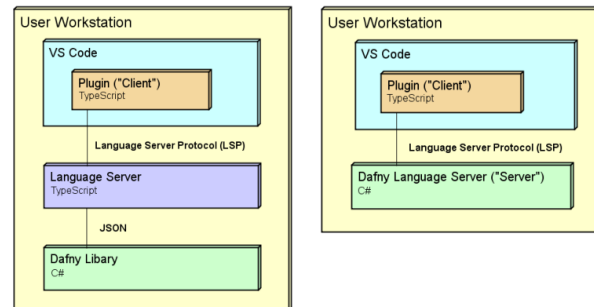 User Workstation
VS Code
Plugin ("Client")
TypeScript
Language Server Protocol (LSP)
Language Server
TypeScript
JSON
Dafny Libary
C#
User Workstation
VS Code
Plugin ("Client")
TypeScript
Language Server Protocol (LSP)
Dafny Language Server ("Server")
C#